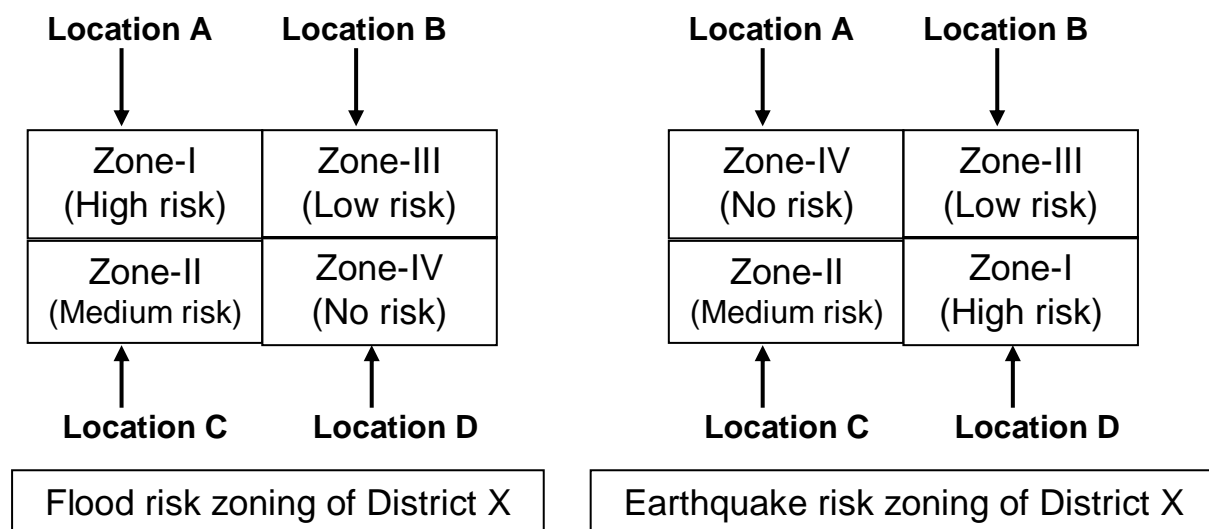 Location A
Location B
Zone-I
(High risk)
Zone-III
(Low risk)
Zone-II
(Medium risk)
Zone-IV
(No risk)
Location C
Location D
Flood risk zoning of District X
Location A
Location B
Zone-IV
(No risk)
Zone-III
(Low risk)
Zone-II
(Medium risk)
Zone-I
(High risk)
Location C
Location D
Earthquake risk zoning of District X